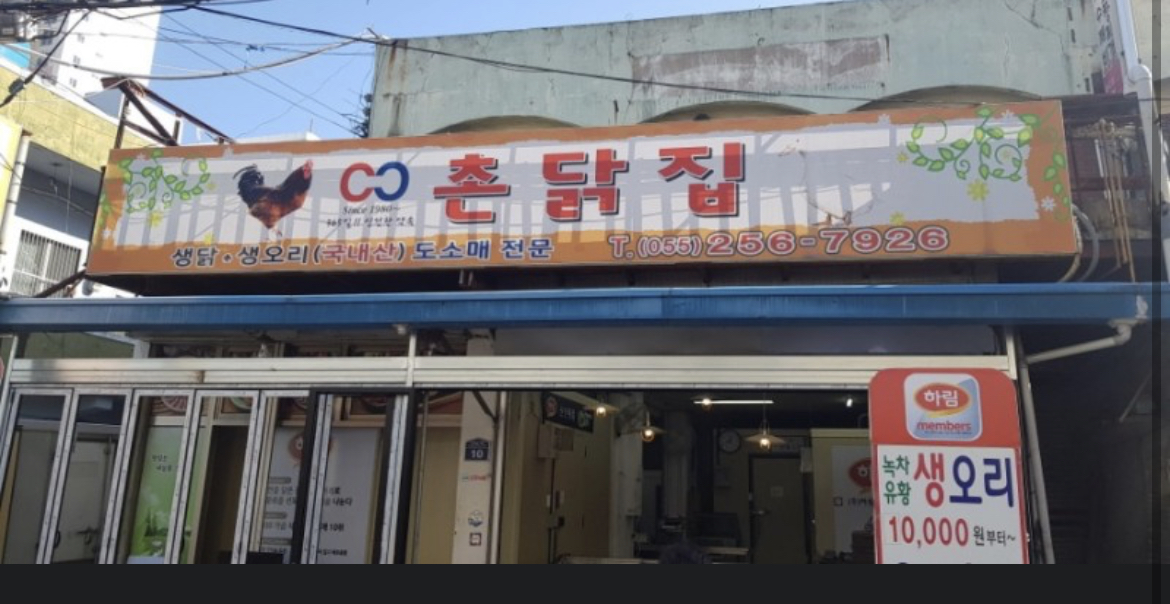 촌닭집
Since 1980~
생닭 • 생오리(국내산) 도소매 전문 T.(055)256-7926
하림
members
녹차
유황
생오리
10,000원부터~
10